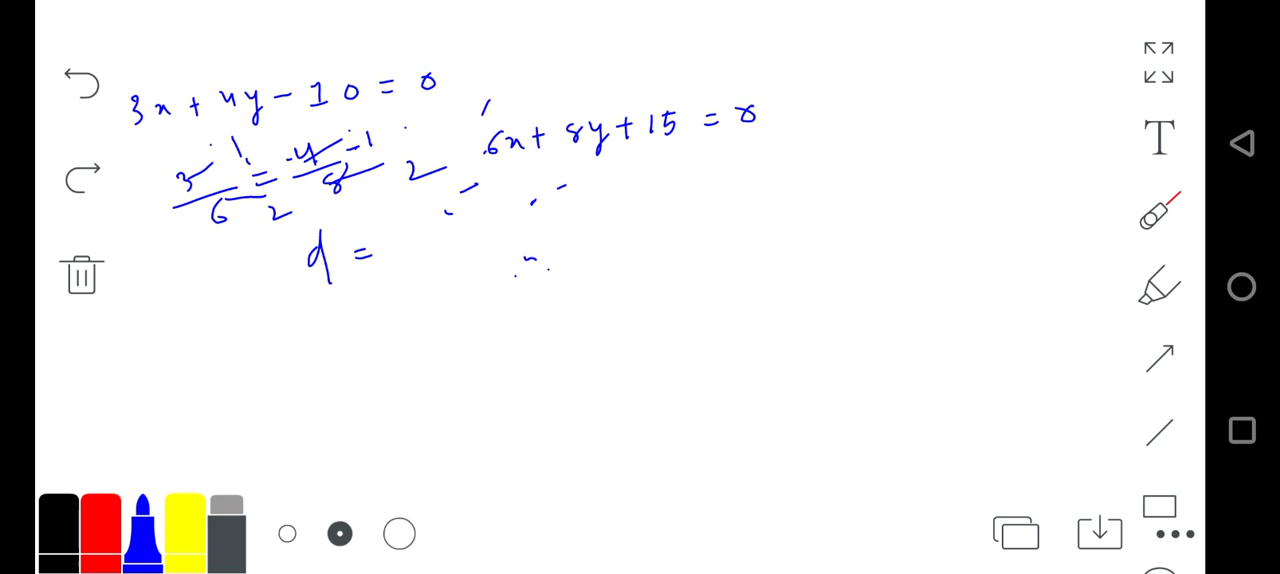 3x + 4y - 10 = 0
6x + 8y + 15 = 0
3/6 1/2 = 4/8 = 1/2
d =
T